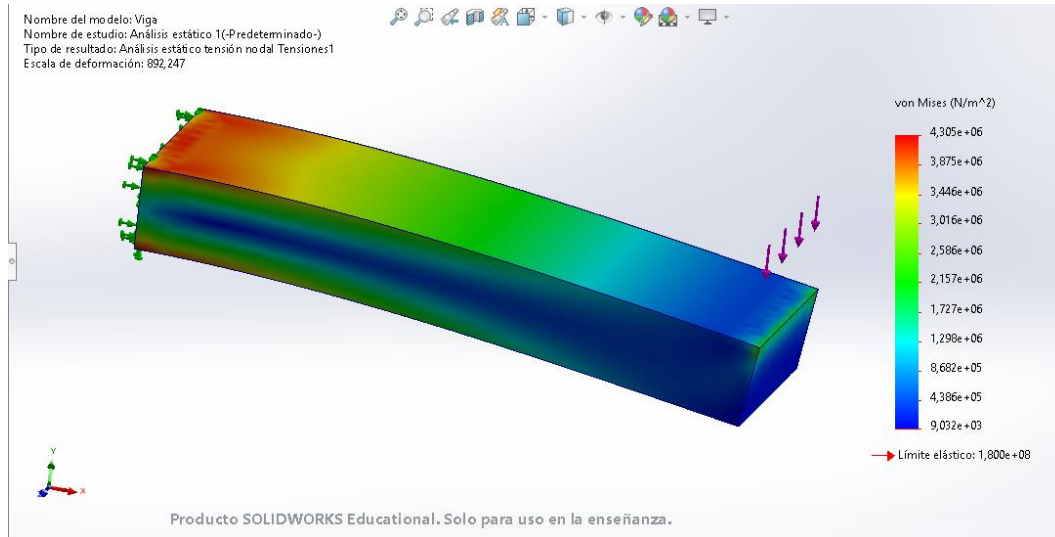 Nombre del modelo: Viga
Nombre de estudio: Análisis estático 1(-Predeterminado-)
Tipo de resultado: Análisis estático tensión nodal Tensiones1
Escala de deformación: 892,247
von Mises (N/m^2)
4,305e+06
3,875e+06
3,446e+06
3,016e+06
2,586e+06
2,157e+06
1,727e+06
1,298e+06
8,682e+05
4,386e+05
9,032e+03
Límite elástico: 1,800e+08
Y
X
Producto SOLIDWORKS Educational. Solo para uso en la enseñanza.